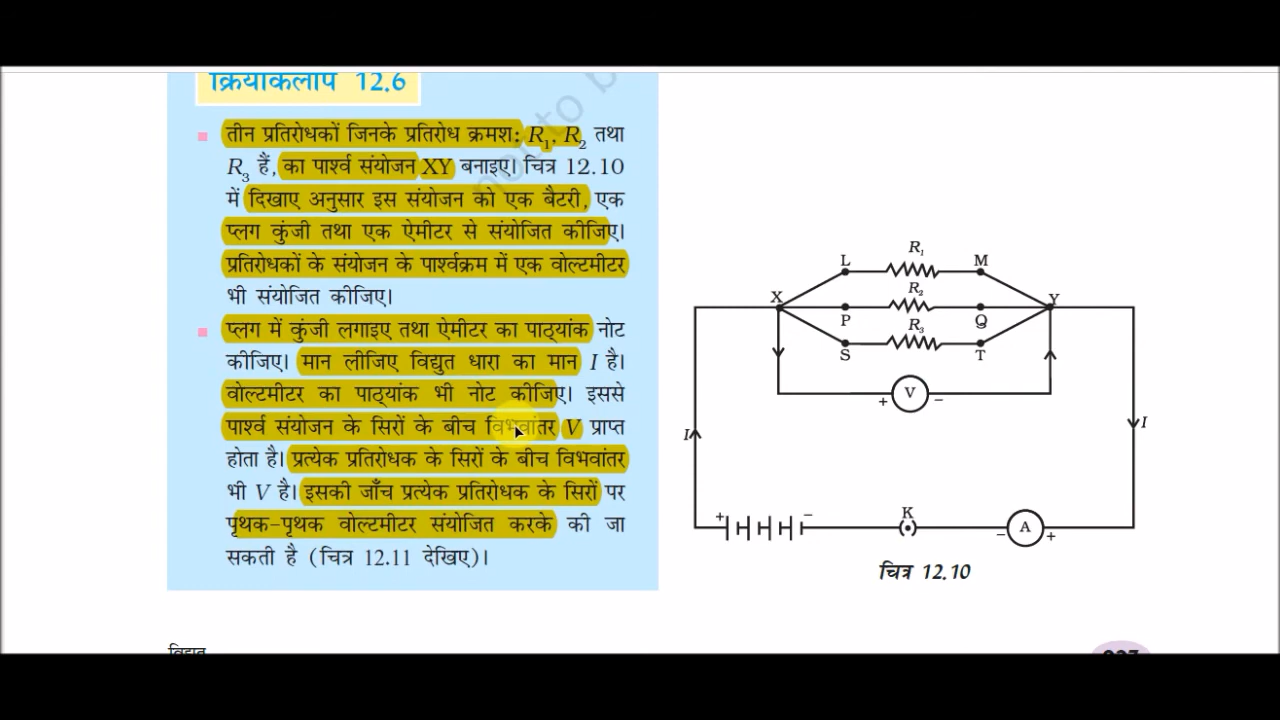 क्रियाकलाप 12.6
तीन प्रतिरोधकों जिनके प्रतिरोध क्रमश: R₁, R₂ तथा
R₃ हैं, का पार्श्व संयोजन XY बनाइए। चित्र 12.10
में दिखाए अनुसार इस संयोजन को एक बैटरी, एक
प्लग कुंजी तथा एक ऐमीटर से संयोजित कीजिए।
प्रतिरोधकों के संयोजन के पार्श्वक्रम में एक वोल्टमीटर
भी संयोजित कीजिए।
प्लग में कुंजी लगाइए तथा ऐमीटर का पाठ्यांक नोट
कीजिए। मान लीजिए विद्युत धारा का मान I है।
वोल्टमीटर का पाठ्यांक भी नोट कीजिए। इससे
पार्श्व संयोजन के सिरों के बीच विभवांतर V प्राप्त
होता है। प्रत्येक प्रतिरोधक के सिरों के बीच विभवांतर
भी V है। इसकी जाँच प्रत्येक प्रतिरोधक के सिरों पर
पृथक-पृथक वोल्टमीटर संयोजित करके की जा
सकती है (चित्र 12.11 देखिए)।
not to b
R₁
L M
X R₂ Y
P Q
R₃
S T
+ V −
I I
+ − K − A +
चित्र 12.10
विद्युत